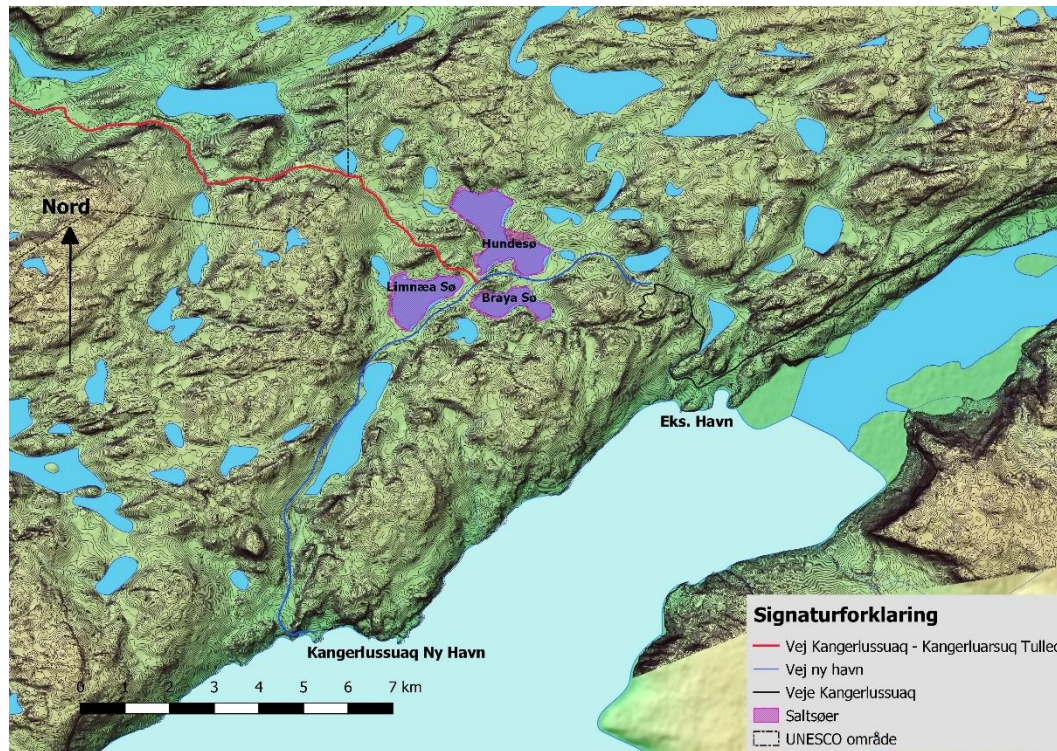 Nord
Hundesø
Limnæa Sø
Braya Sø
Eks. Havn
Kangerlussuaq Ny Havn
0 1 2 3 4 5 6 7 km
Signaturforklaring
Vej Kangerlussuaq - Kangerluarsuq Tulleq
Vej ny havn
Veje Kangerlussuaq
Saltsøer
UNESCO område